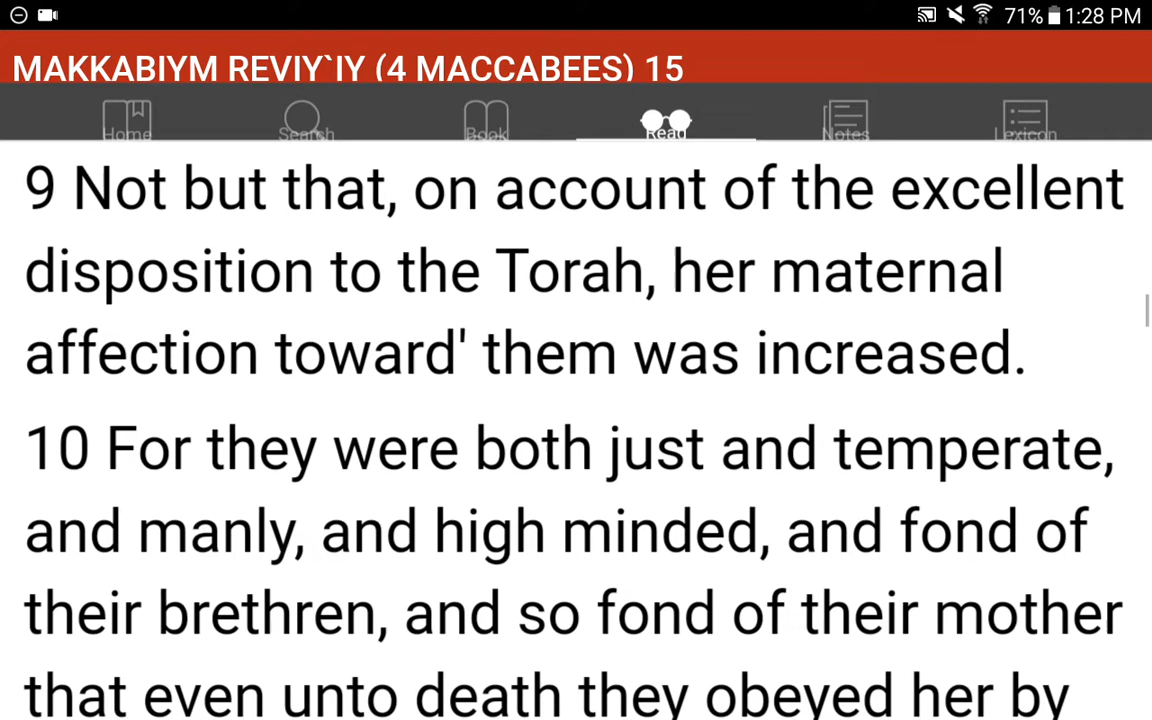 71% 1:28 PM
MAKKABIYM REVIY`IY (4 MACCABEES) 15
Home Search Book Read Notes Lexicon
9 Not but that, on account of the excellent
disposition to the Torah, her maternal
affection toward' them was increased.
10 For they were both just and temperate,
and manly, and high minded, and fond of
their brethren, and so fond of their mother
that even unto death they obeyed her by